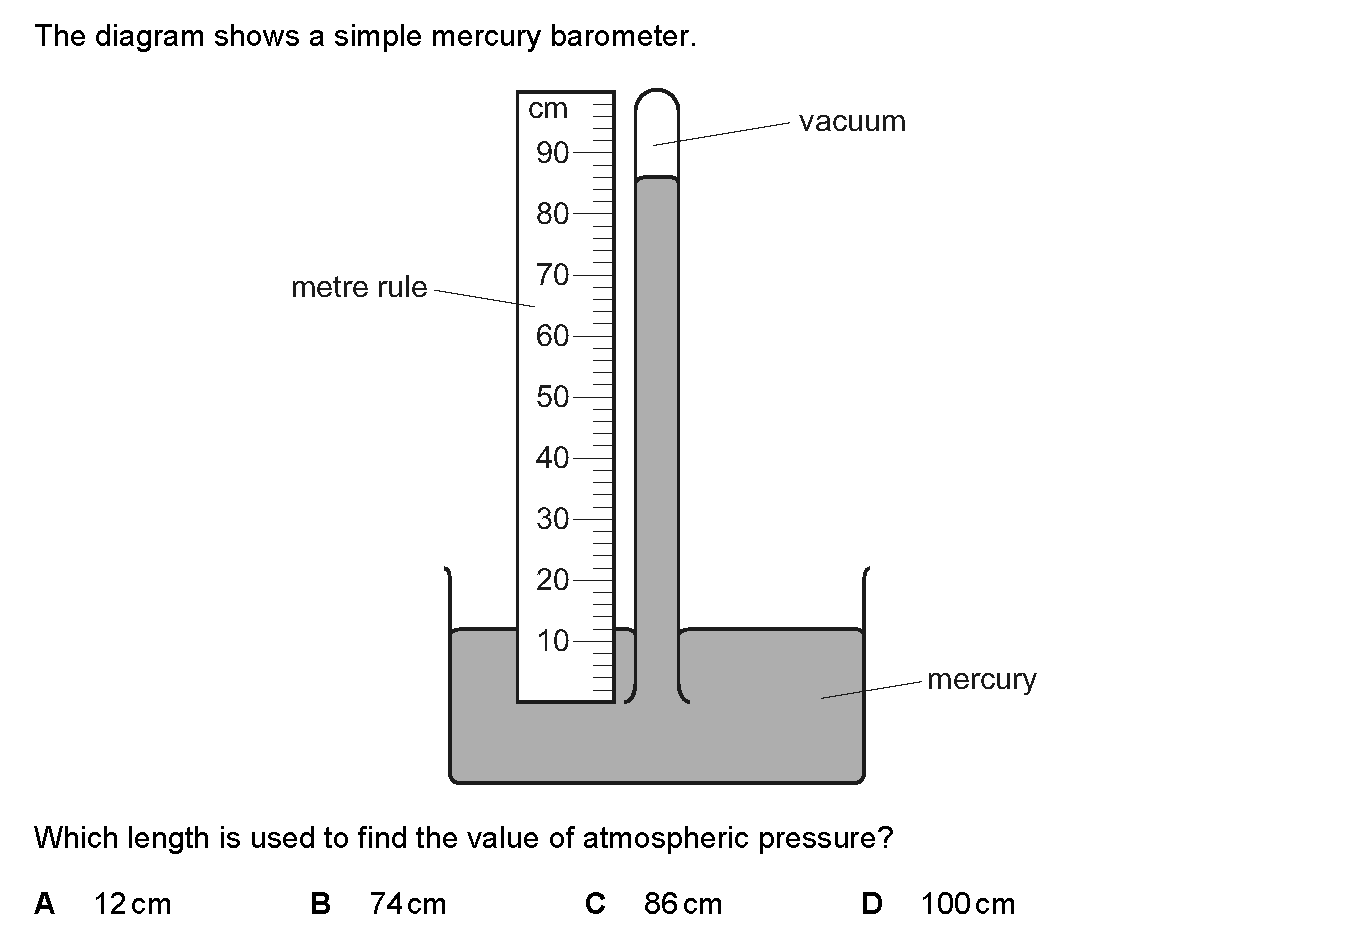 The diagram shows a simple mercury barometer.
cm
vacuum
90
80
70
metre rule
60
50
40
30
20
10
mercury
Which length is used to find the value of atmospheric pressure?
A 12 cm B 74 cm C 86 cm D 100 cm